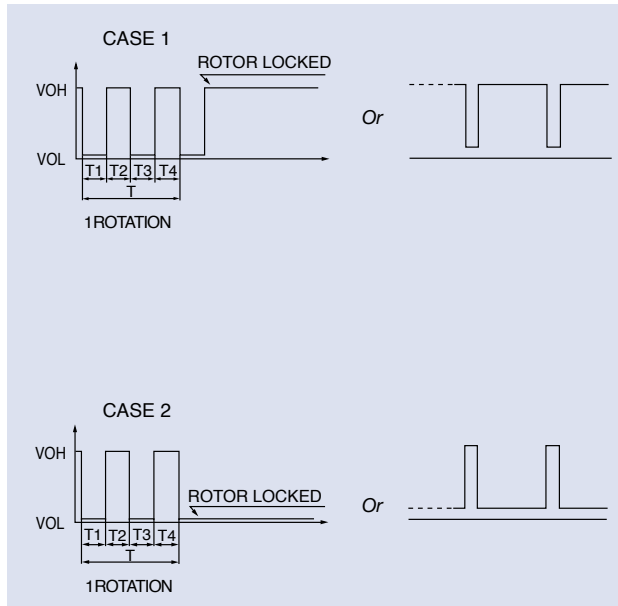 CASE 1
ROTOR LOCKED
VOH
Or
VOL
T1 T2 T3 T4
T
1ROTATION
CASE 2
VOH
ROTOR LOCKED
Or
VOL
T1 T2 T3 T4
T
1ROTATION